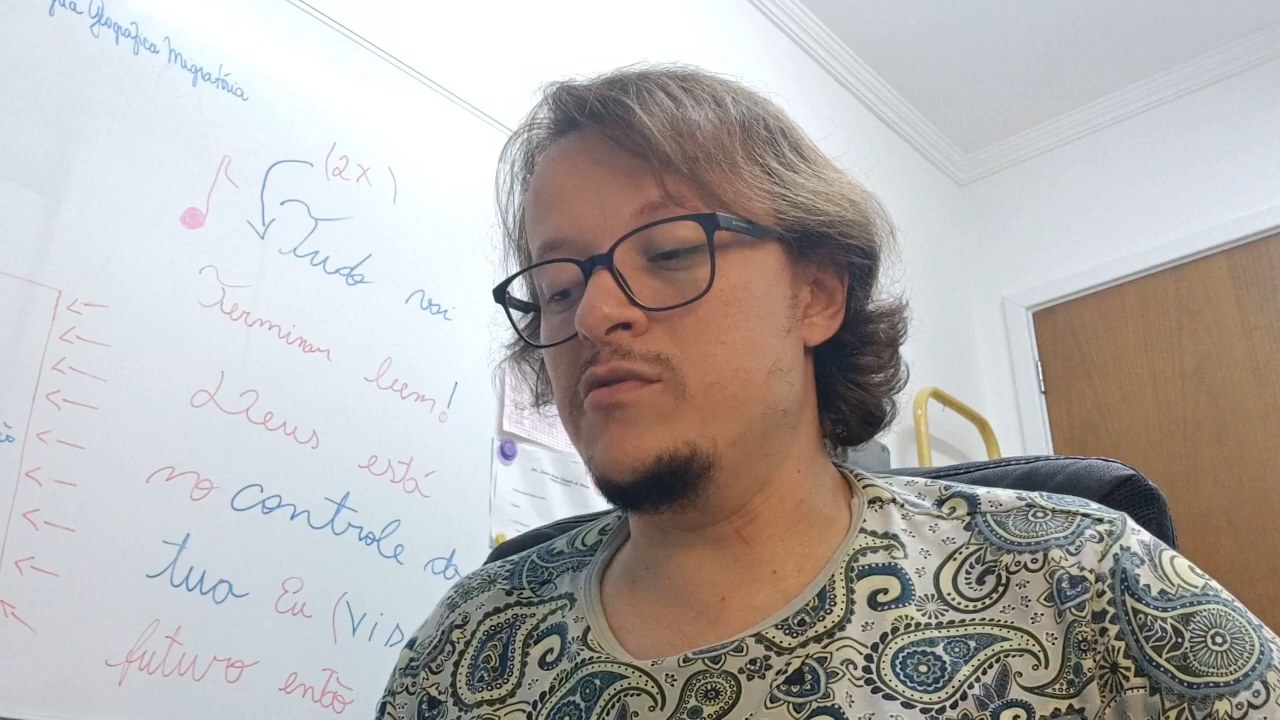 Geográfica Migratória
(2x)
Tudo vai
Terminar bem!
Deus está
no controle da
tua Eu (ViD
futuro então